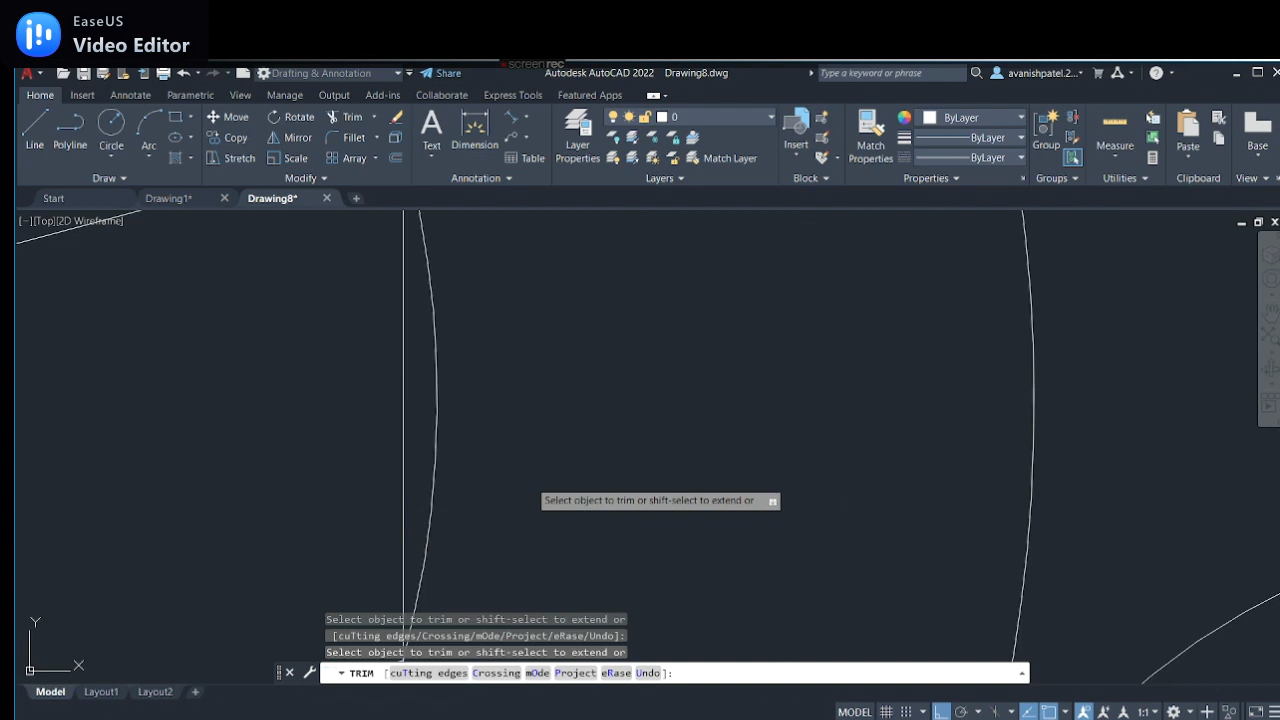 EaseUS
Video Editor
screenrec
Drafting & Annotation
Share
Autodesk AutoCAD 2022 Drawing8.dwg
Type a keyword or phrase
avanishpatel.2...
Home Insert Annotate Parametric View Manage Output Add-ins Collaborate Express Tools Featured Apps
Move Rotate Trim
Copy Mirror Fillet
Stretch Scale Array
Line Polyline Circle Arc
Text Dimension
Table
Layer
Properties
0
Match Layer
Insert
Match
Properties
ByLayer
ByLayer
ByLayer
Group
Measure
Paste
Base
Draw Modify Annotation Layers Block Properties Groups Utilities Clipboard View
Start Drawing1* Drawing8*
[−][Top][2D Wireframe]
Select object to trim or shift-select to extend or
Y
X
Select object to trim or shift-select to extend or
[cuTting edges/Crossing/mOde/Project/eRase/Undo]:
Select object to trim or shift-select to extend or
TRIM [cuTting edges Crossing mOde Project eRase Undo]:
Model Layout1 Layout2
MODEL
1:1